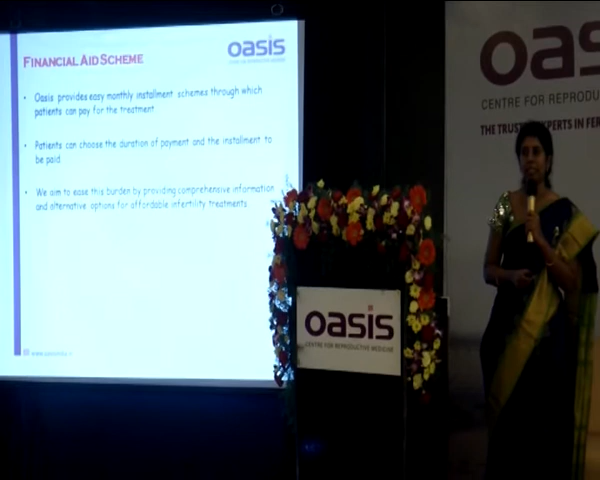 FINANCIAL AID SCHEME
oasis
Oasis provides easy monthly installment schemes through which
patients can pay for the treatment
Patients can choose the duration of payment and the installment to
be paid
We aim to ease this burden by providing comprehensive information
and alternative options for affordable infertility treatments.
oasis
CENTRE FOR REPRODUCTIVE MEDICINE
oas
CENTRE FOR REPRODU
THE TRUST EXPERTS IN FER